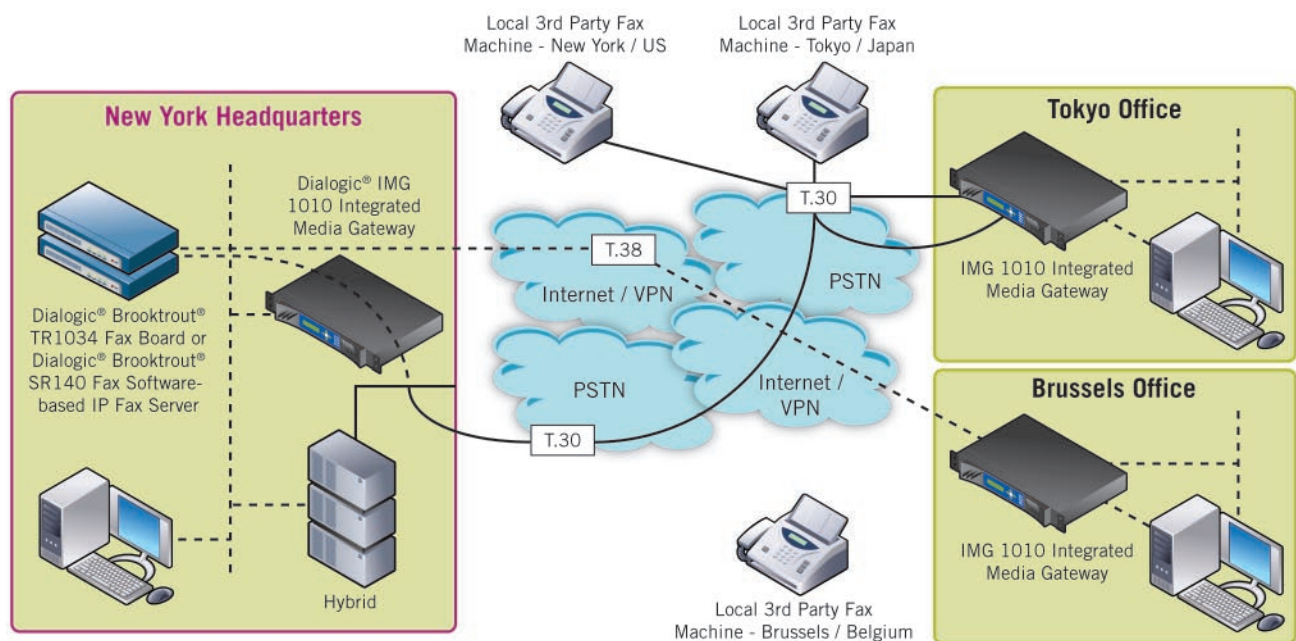 Local 3rd Party Fax
Machine - New York / US
Local 3rd Party Fax
Machine - Tokyo / Japan
New York Headquarters
Dialogic® IMG
1010 Integrated
Media Gateway
Dialogic® Brooktrout®
TR1034 Fax Board or
Dialogic® Brooktrout®
SR140 Fax Software-
based IP Fax Server
Hybrid
T.30
T.38
Internet / VPN
PSTN
PSTN
Internet /
VPN
T.30
Tokyo Office
IMG 1010 Integrated
Media Gateway
Brussels Office
IMG 1010 Integrated
Media Gateway
Local 3rd Party Fax
Machine - Brussels / Belgium